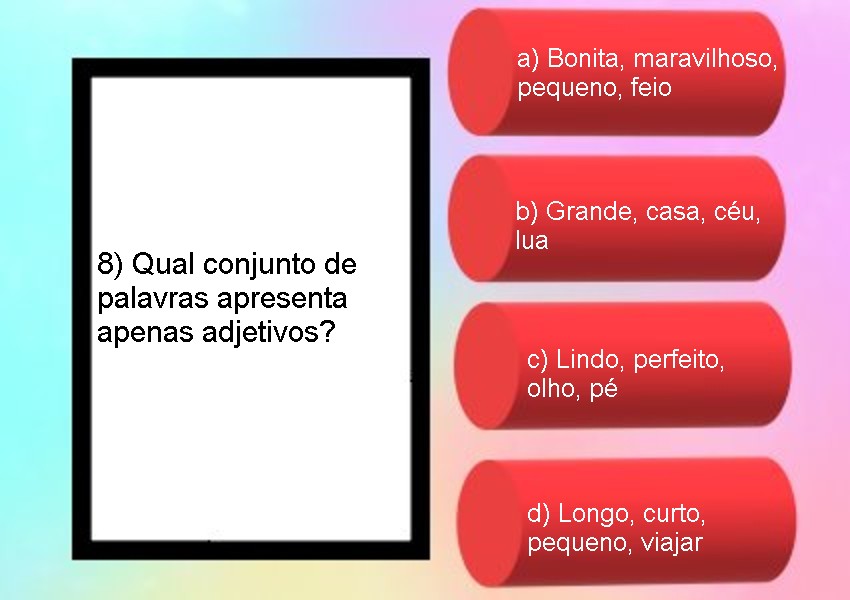 8) Qual conjunto de
palavras apresenta
apenas adjetivos?
a) Bonita, maravilhoso,
pequeno, feio
b) Grande, casa, céu,
lua
c) Lindo, perfeito,
olho, pé
d) Longo, curto,
pequeno, viajar